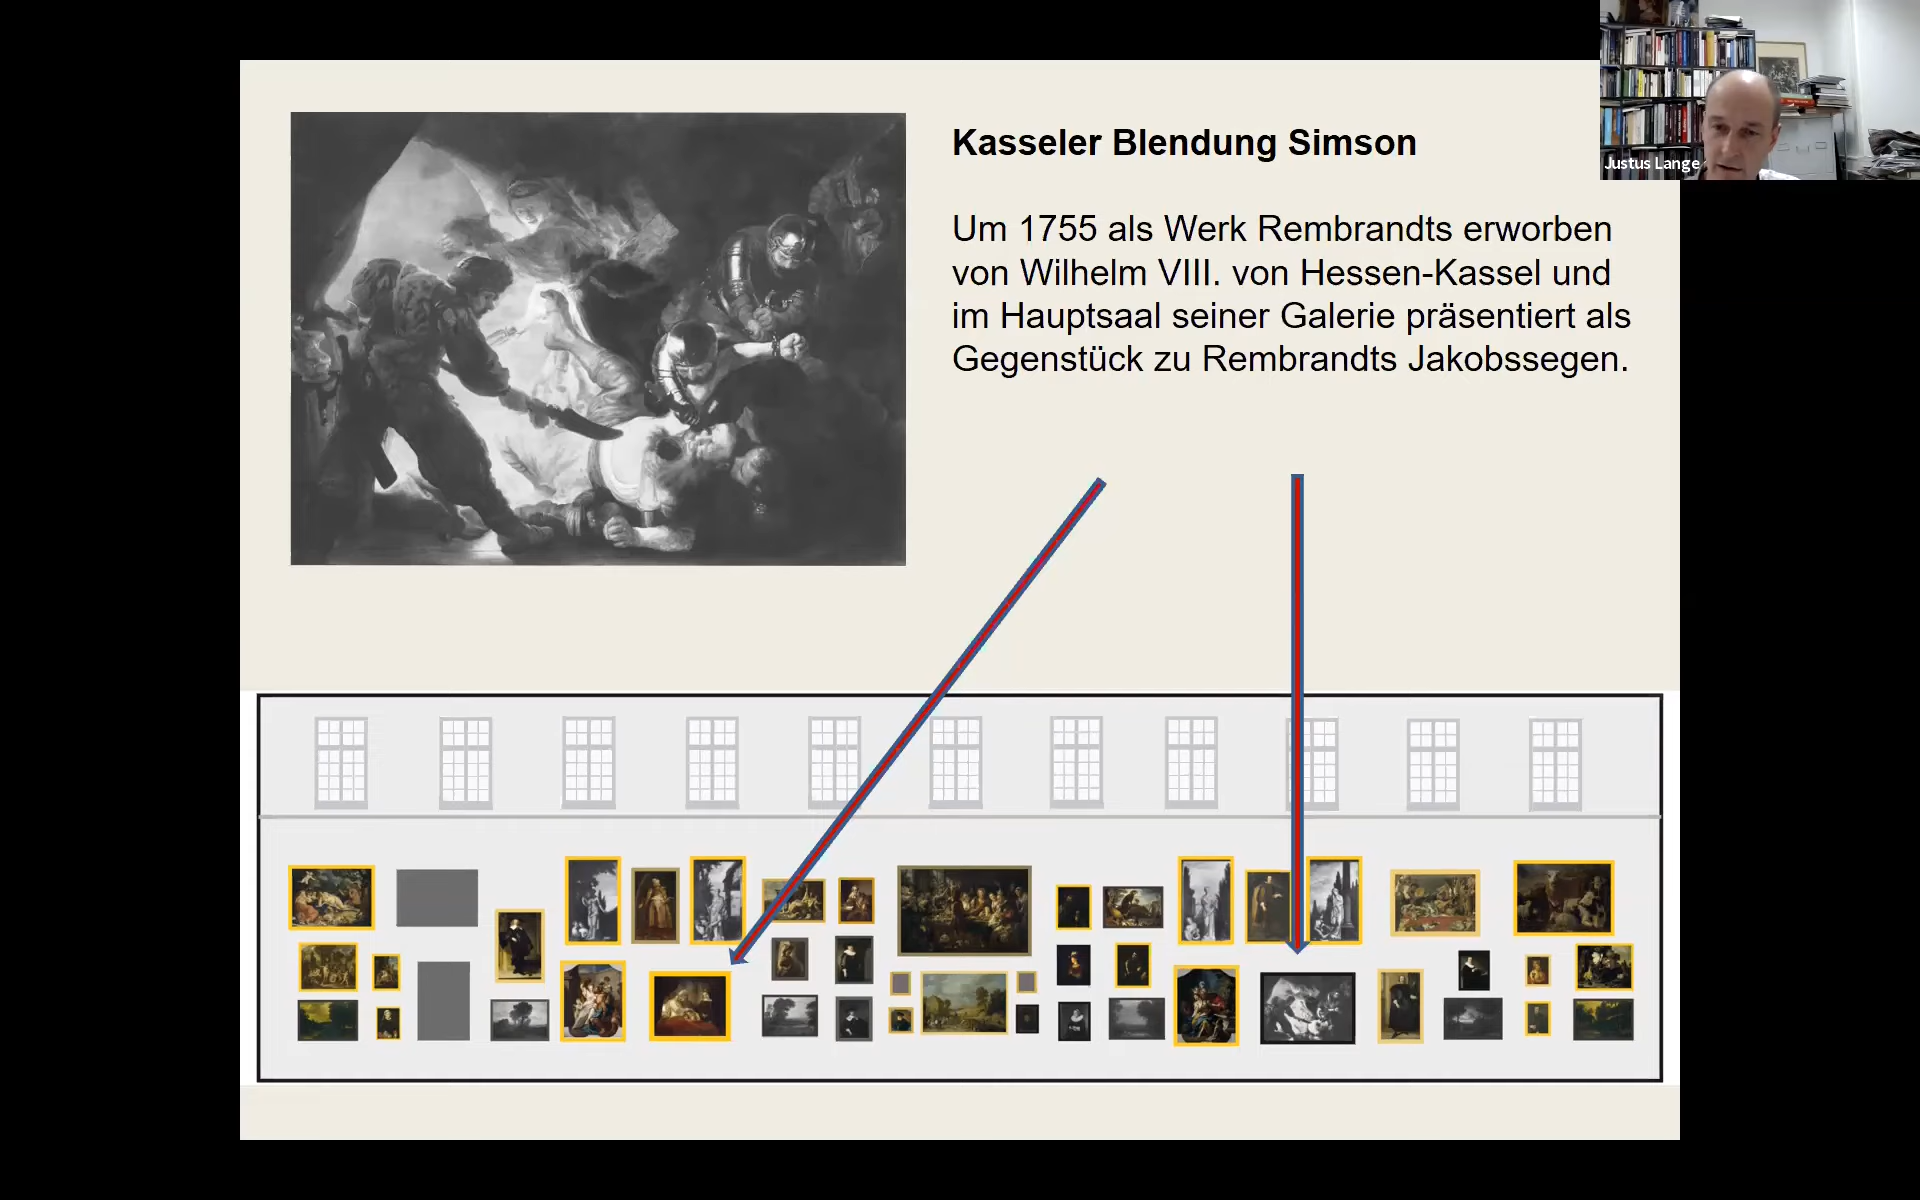 Kasseler Blendung Simson
Um 1755 als Werk Rembrandts erworben
von Wilhelm VIII. von Hessen-Kassel und
im Hauptsaal seiner Galerie präsentiert als
Gegenstück zu Rembrandts Jakobssegen.
Justus Lange